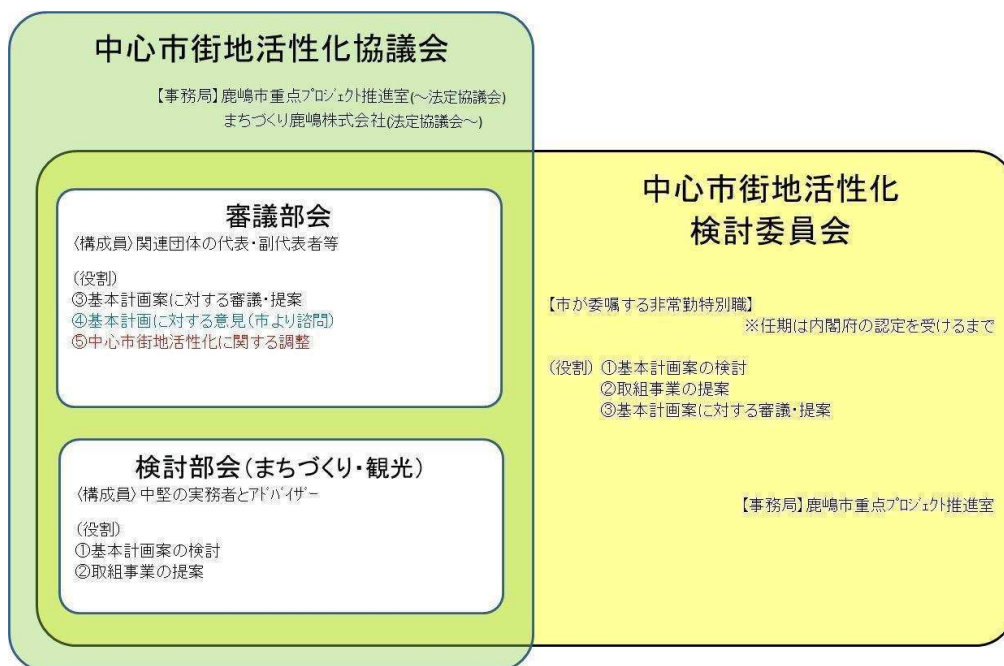 中心市街地活性化協議会
【事務局】鹿嶋市重点プロジェクト推進室(～法定協議会)
まちづくり鹿嶋株式会社(法定協議会～)
審議部会
〈構成員〉関連団体の代表・副代表者等
(役割)
③基本計画案に対する審議・提案
④基本計画に対する意見(市より諮問)
⑤中心市街地活性化に関する調整
検討部会(まちづくり・観光)
〈構成員〉中堅の実務者とアドバイザー
(役割)
①基本計画案の検討
②取組事業の提案
中心市街地活性化
検討委員会
【市が委嘱する非常勤特別職】
※任期は内閣府の認定を受けるまで
(役割) ①基本計画案の検討
②取組事業の提案
③基本計画案に対する審議・提案
【事務局】鹿嶋市重点プロジェクト推進室